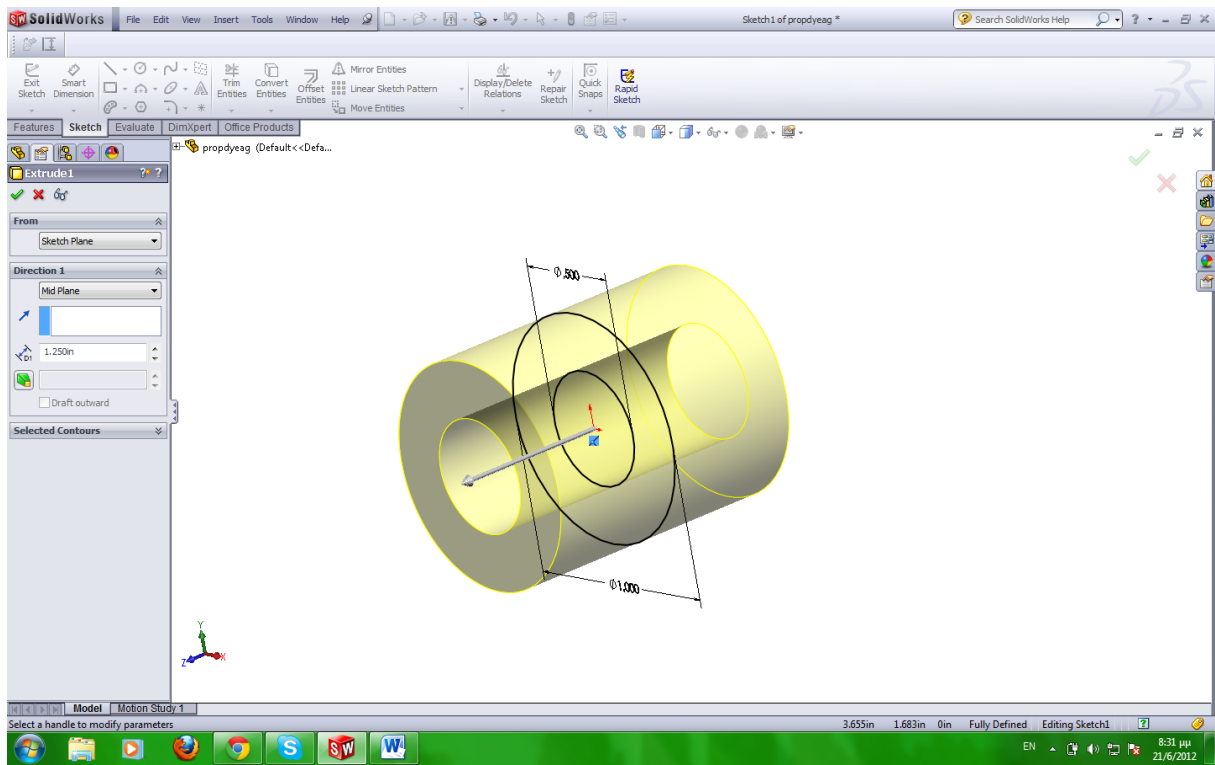 SolidWorks File Edit View Insert Tools Window Help Sketch1 of propdyeag * Search SolidWorks Help ?
Exit Sketch
Smart Dimension
Trim Entities
Convert Entities
Offset Entities
Mirror Entities
Linear Sketch Pattern
Move Entities
Display/Delete Relations
Repair Sketch
Quick Snaps
Rapid Sketch
Features Sketch Evaluate DimXpert Office Products
propdyeag (Default<<Defa...
Extrude1 ? ?
From
Sketch Plane
Direction 1
Mid Plane
D1 1.250in
Draft outward
Selected Contours
Ø.500
Ø1.000
Y
Z X
Model Motion Study 1
Select a handle to modify parameters 3.655in 1.683in 0in Fully Defined Editing Sketch1 ?
EN 8:31 μμ
21/6/2012